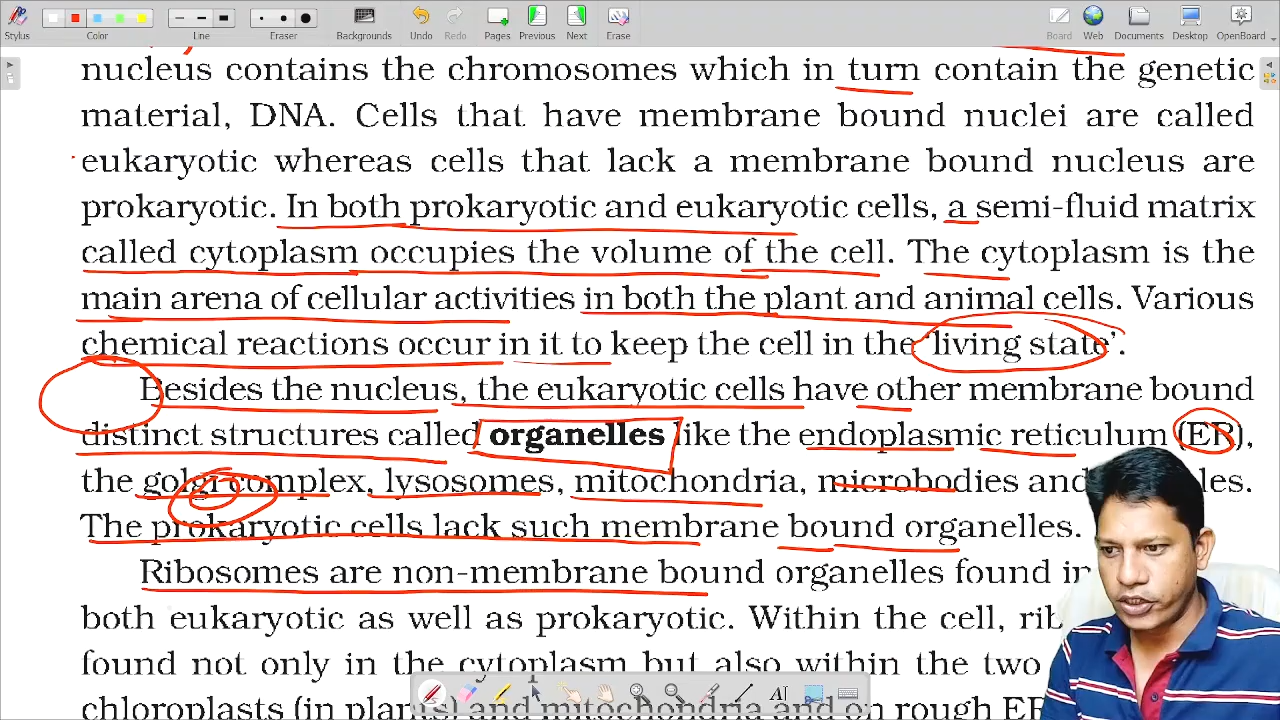 Stylus Color Line Eraser Backgrounds Undo Redo Pages Previous Next Erase Board Web Documents Desktop OpenBoard
nucleus contains the chromosomes which in turn contain the genetic
material, DNA. Cells that have membrane bound nuclei are called
eukaryotic whereas cells that lack a membrane bound nucleus are
prokaryotic. In both prokaryotic and eukaryotic cells, a semi-fluid matrix
called cytoplasm occupies the volume of the cell. The cytoplasm is the
main arena of cellular activities in both the plant and animal cells. Various
chemical reactions occur in it to keep the cell in the ‘living state’.
Besides the nucleus, the eukaryotic cells have other membrane bound
distinct structures called organelles like the endoplasmic reticulum (ER),
the golgi complex, lysosomes, mitochondria, microbodies and
The prokaryotic cells lack such membrane bound organelles.
Ribosomes are non-membrane bound organelles found in
both eukaryotic as well as prokaryotic. Within the cell,
found not only in the cytoplasm but also within the two
chloroplasts (in plants) and mitochondria and on rough ER